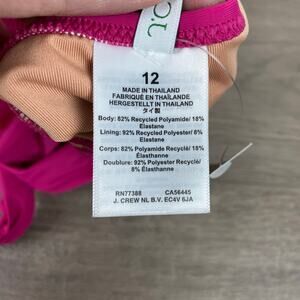 12
MADE IN THAILAND
FABRIQUÉ EN THAÏLANDE
HERGESTELLT IN THAILAND
タイ製
Body: 82% Recycled Polyamide/ 18%
Elastane
Lining: 92% Recycled Polyester/ 8%
Elastane
Corps: 82% Polyamide Recyclé/ 18%
Élasthanne
Doublure: 92% Polyester Recyclé/
8% Élasthanne
RN77388 CA56445
J. CREW NL B.V. EC4V 6JA